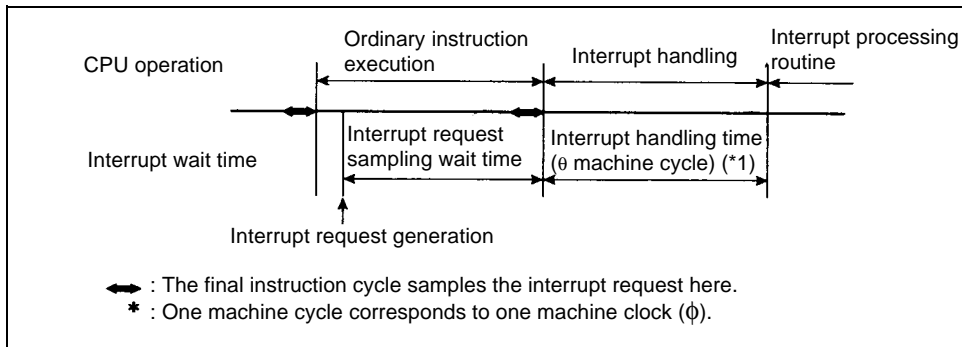 Ordinary instruction
execution
Interrupt handling
Interrupt processing
routine
CPU operation
Interrupt request
sampling wait time
Interrupt handling time
(θ machine cycle) (*1)
Interrupt wait time
Interrupt request generation
: The final instruction cycle samples the interrupt request here.
* : One machine cycle corresponds to one machine clock (ϕ).